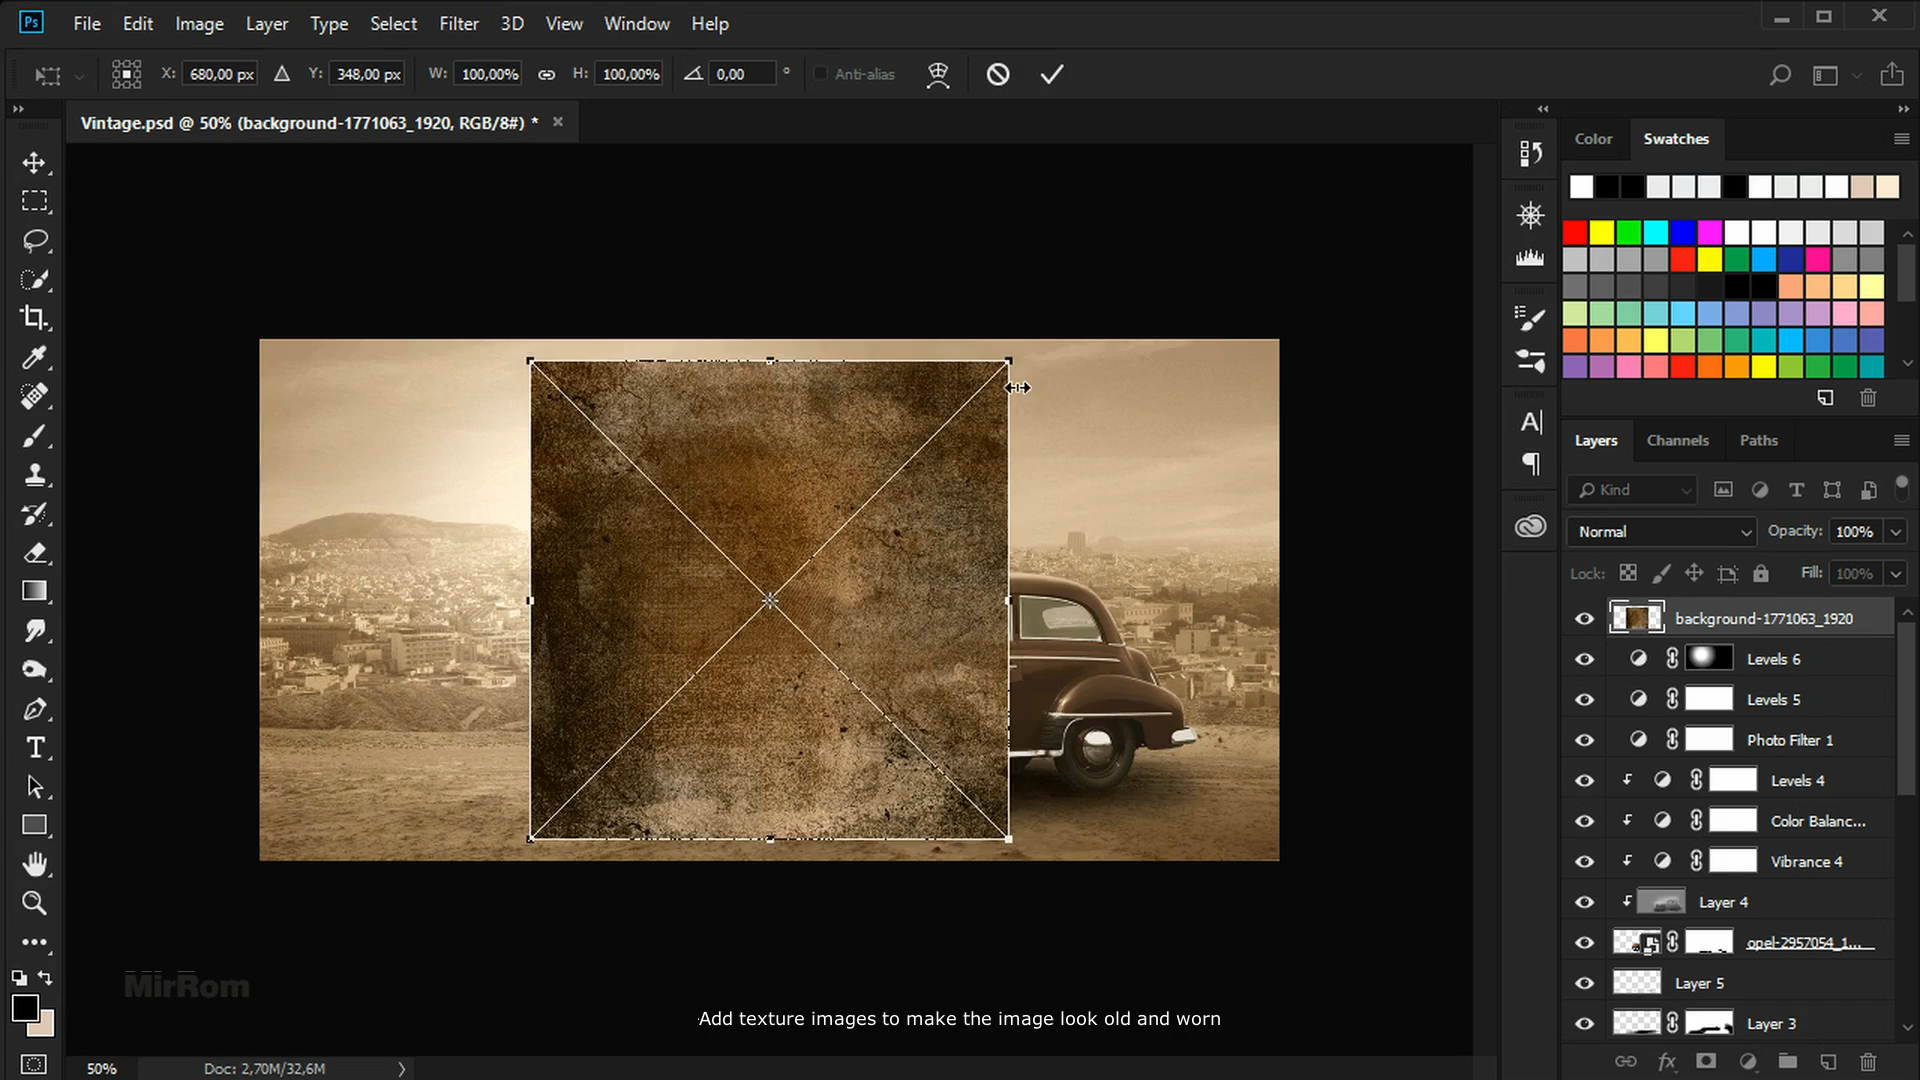 Ps File Edit Image Layer Type Select Filter 3D View Window Help
X: 680,00 px Y: 348,00 px W: 100,00% H: 100,00% 0,00 ° Anti-alias
Vintage.psd @ 50% (background-1771063_1920, RGB/8#) * ×
Color Swatches
Layers Channels Paths
Kind
Normal Opacity: 100%
Lock: Fill: 100%
background-1771063_1920
Levels 6
Levels 5
Photo Filter 1
Levels 4
Color Balanc...
Vibrance 4
Layer 4
opel-2957054_1...
Layer 5
Layer 3
MirRom
Add texture images to make the image look old and worn
50% Doc: 2,70M/32,6M